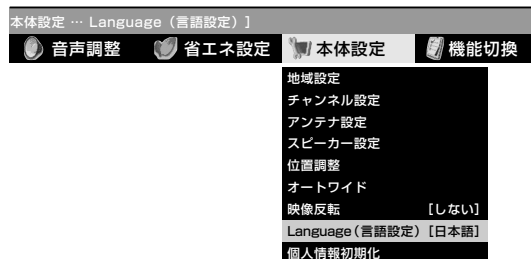 本体設定 … Language（言語設定）]
音声調整 省エネ設定 本体設定 機能切換
地域設定
チャンネル設定
アンテナ設定
スピーカー設定
位置調整
オートワイド
映像反転 [しない]
Language（言語設定） [日本語]
個人情報初期化